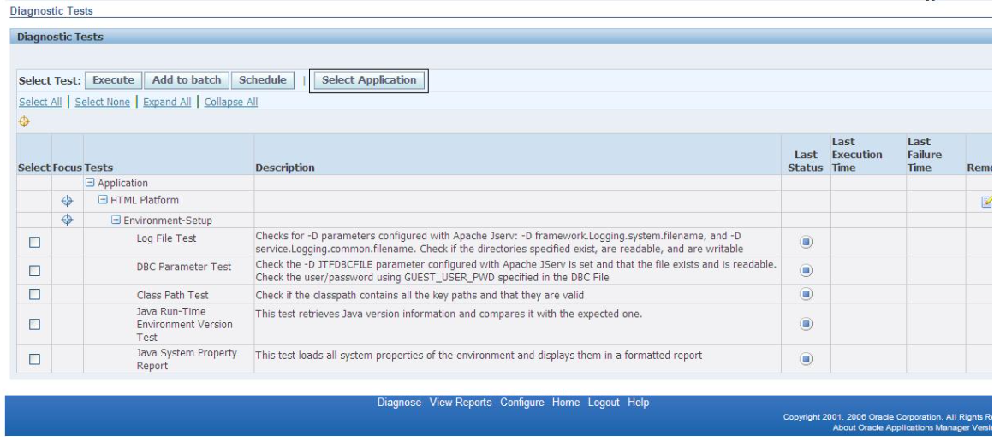 Diagnostic Tests
Diagnostic Tests
Select Test: Execute Add to batch Schedule | Select Application
Select All | Select None | Expand All | Collapse All
Select Focus Tests Description Last Status Last Execution Time Last Failure Time
Application
HTML Platform
Environment-Setup
Log File Test
Checks for -D parameters configured with Apache Jserv: -D framework.Logging.system.filename, and -D
service.Logging.common.filename. Check if the directories specified exist, are readable, and are writable
DBC Parameter Test
Check the -D JTFDBCFILE parameter configured with Apache JServ is set and that the file exists and is readable.
Check the user/password using GUEST_USER_PWD specified in the DBC File
Class Path Test
Check if the classpath contains all the key paths and that they are valid
Java Run-Time
Environment Version
Test
This test retrieves Java version information and compares it with the expected one.
Java System Property
Report
This test loads all system properties of the environment and displays them in a formatted report
Diagnose View Reports Configure Home Logout Help
Copyright 2001, 2006 Oracle Corporation. All Rights
About Oracle Applications Manager